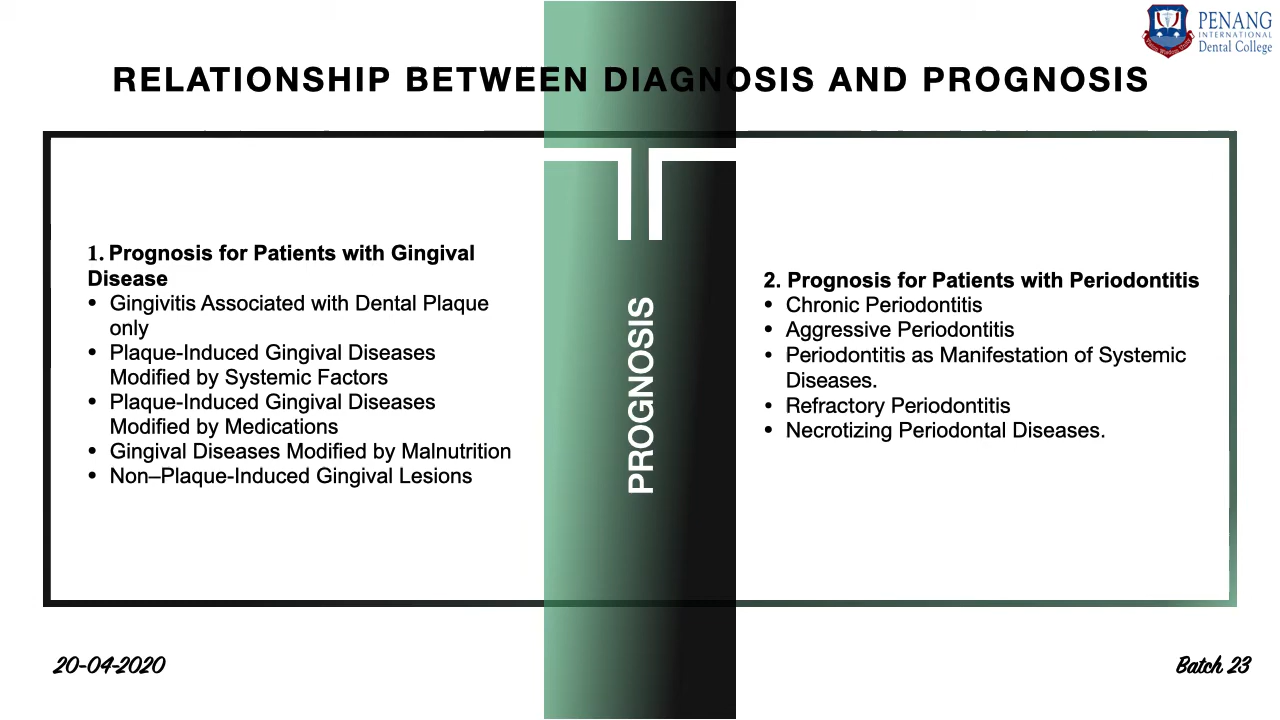 PENANG
INTERNATIONAL
Dental College
RELATIONSHIP BETWEEN DIAGNOSIS AND PROGNOSIS
1. Prognosis for Patients with Gingival
Disease
• Gingivitis Associated with Dental Plaque
only
• Plaque-Induced Gingival Diseases
Modified by Systemic Factors
• Plaque-Induced Gingival Diseases
Modified by Medications
• Gingival Diseases Modified by Malnutrition
• Non–Plaque-Induced Gingival Lesions
PROGNOSIS
2. Prognosis for Patients with Periodontitis
• Chronic Periodontitis
• Aggressive Periodontitis
• Periodontitis as Manifestation of Systemic
Diseases.
• Refractory Periodontitis
• Necrotizing Periodontal Diseases.
20-04-2020
Batch 23